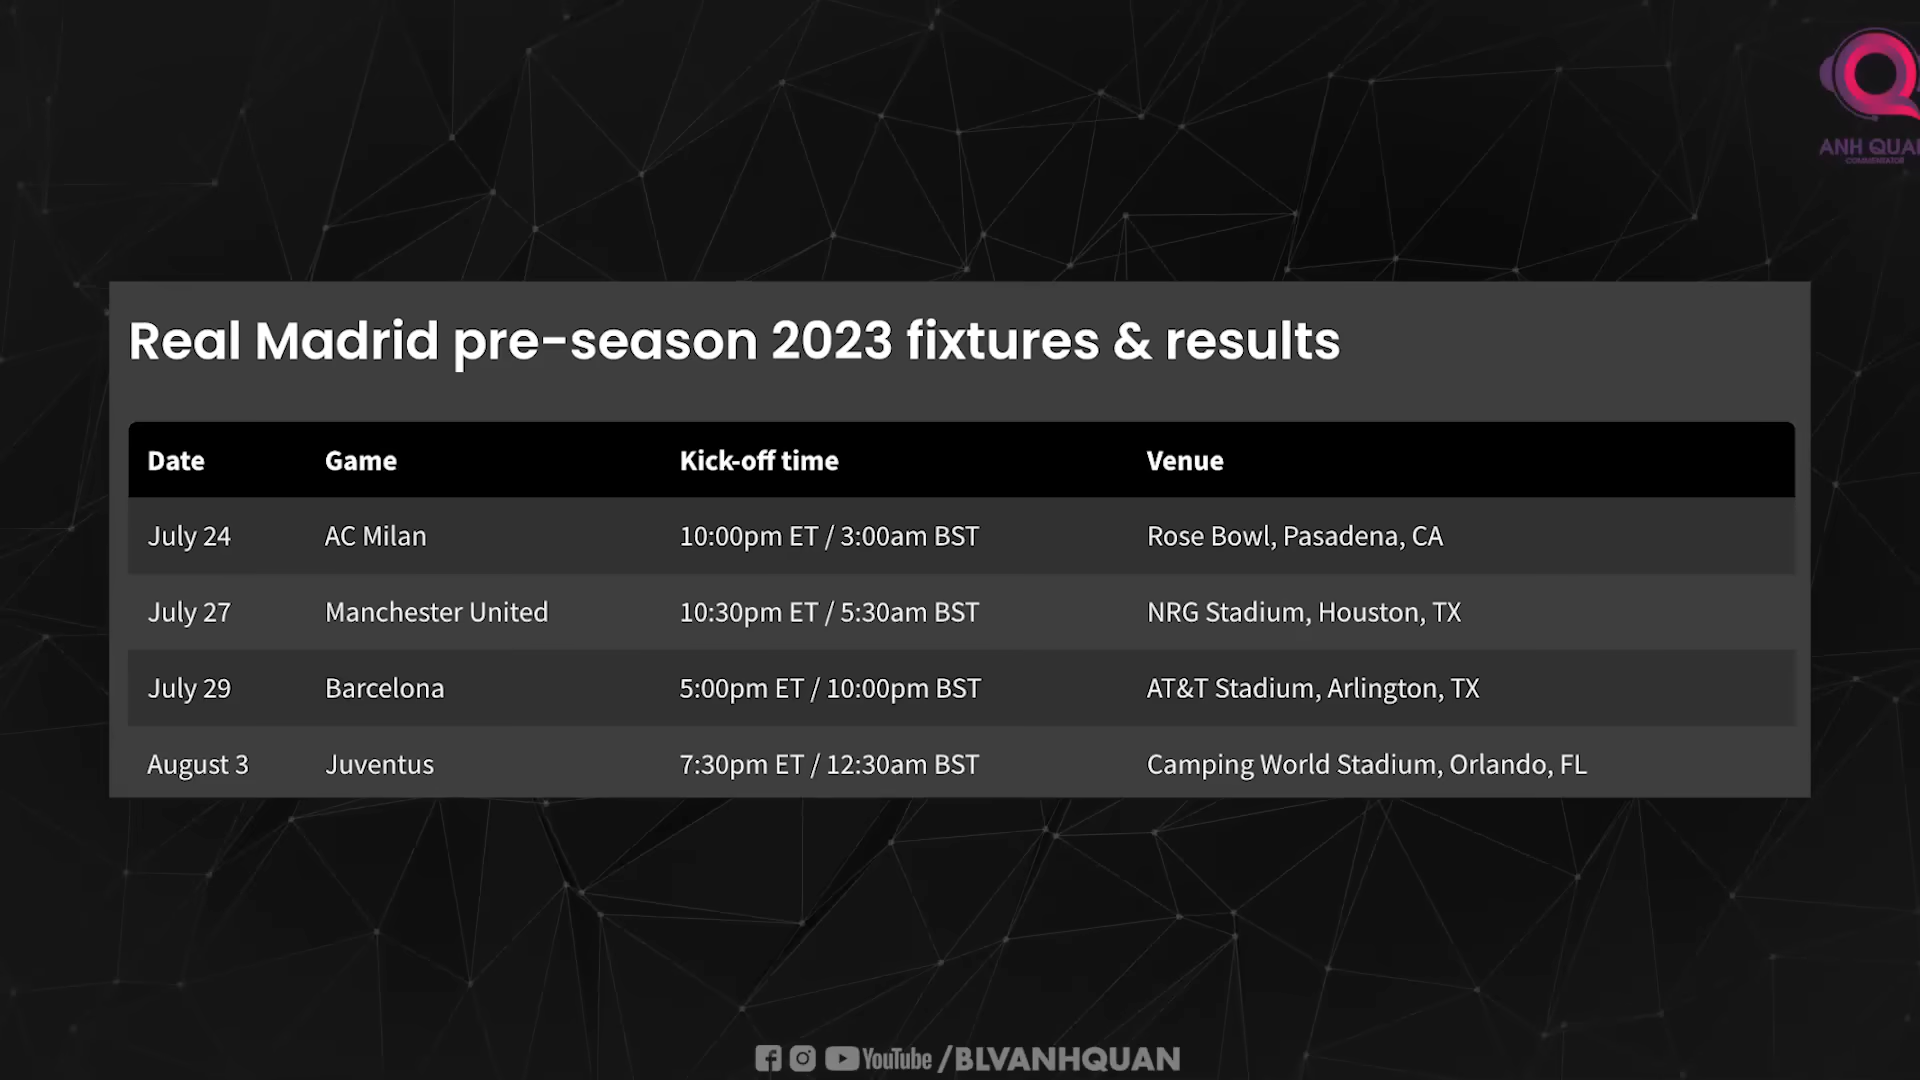 ANH QUA
COMMENTATOR
Real Madrid pre-season 2023 fixtures & results
Date Game Kick-off time Venue
July 24 AC Milan 10:00pm ET / 3:00am BST Rose Bowl, Pasadena, CA
July 27 Manchester United 10:30pm ET / 5:30am BST NRG Stadium, Houston, TX
July 29 Barcelona 5:00pm ET / 10:00pm BST AT&T Stadium, Arlington, TX
August 3 Juventus 7:30pm ET / 12:30am BST Camping World Stadium, Orlando, FL
YouTube /BLVANHQUAN